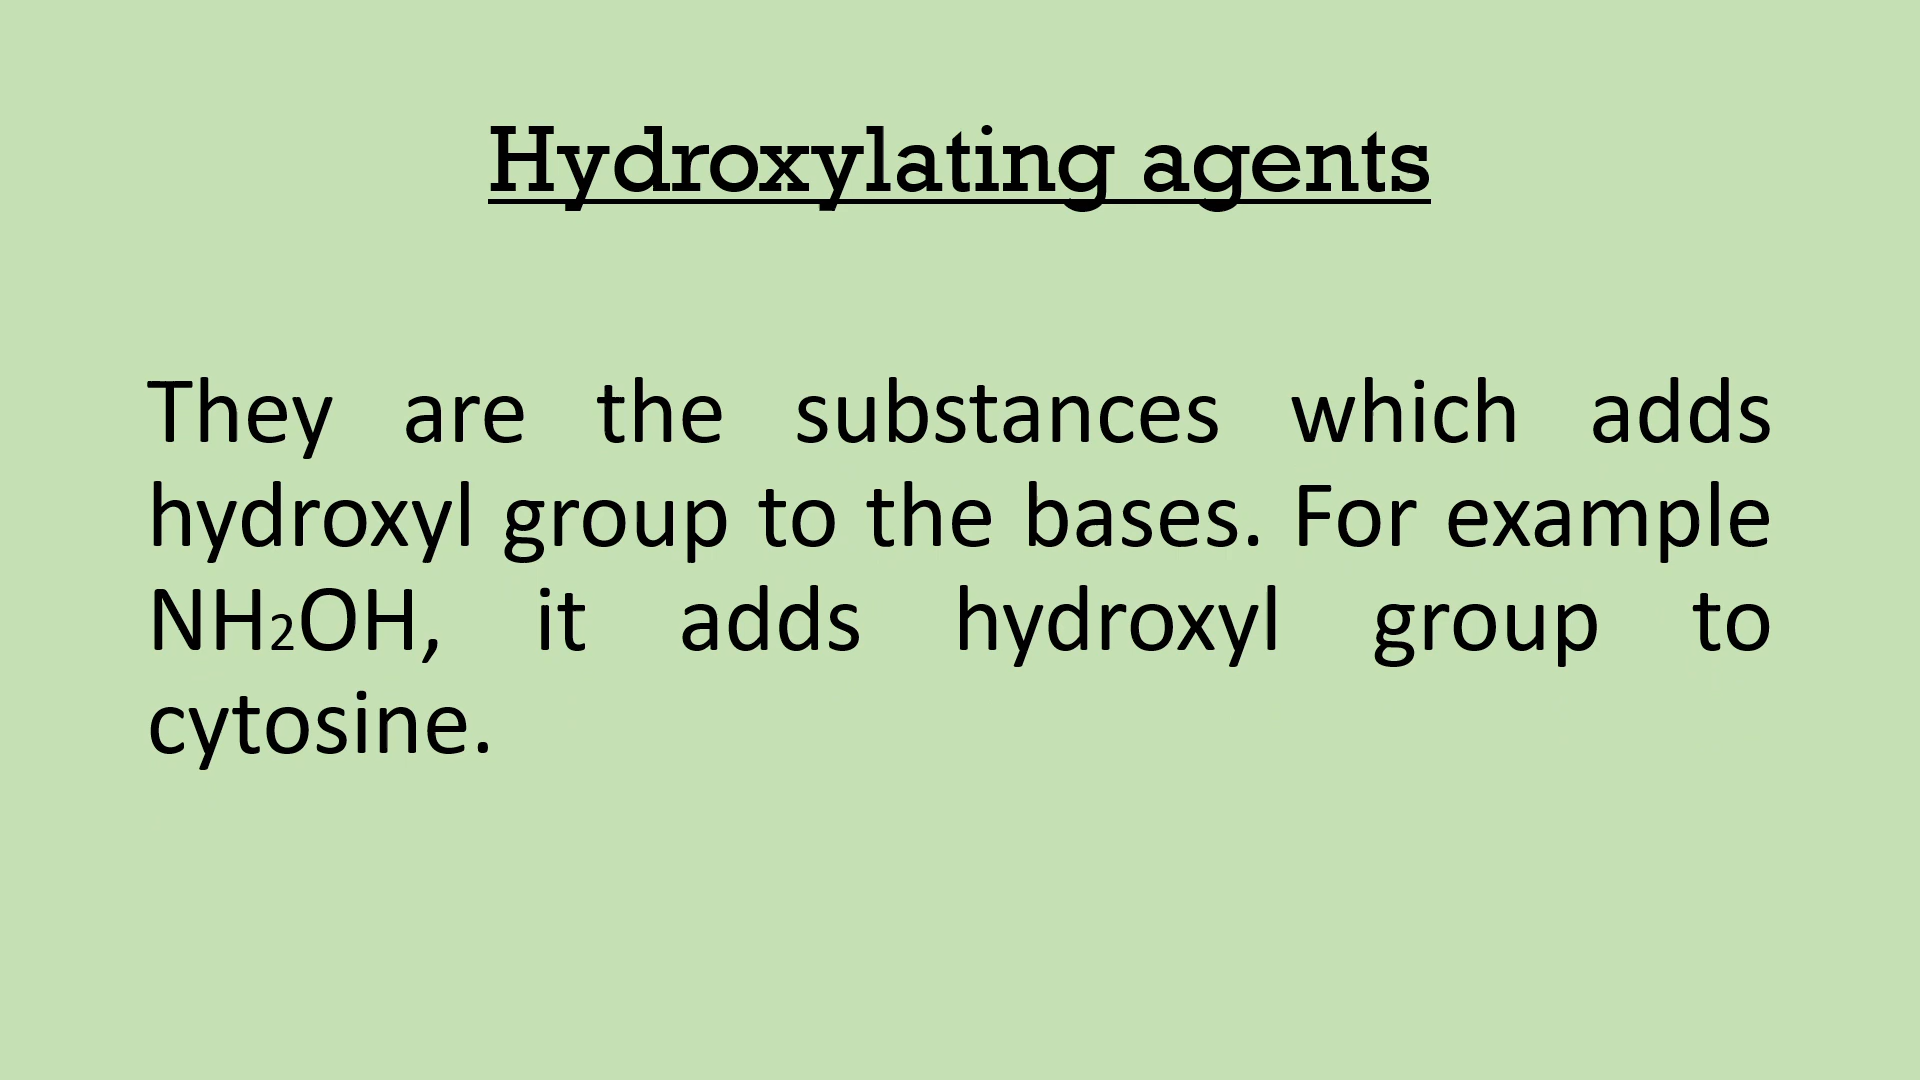 Hydroxylating agents
They are the substances which adds
hydroxyl group to the bases. For example
NH2OH, it adds hydroxyl group to
cytosine.